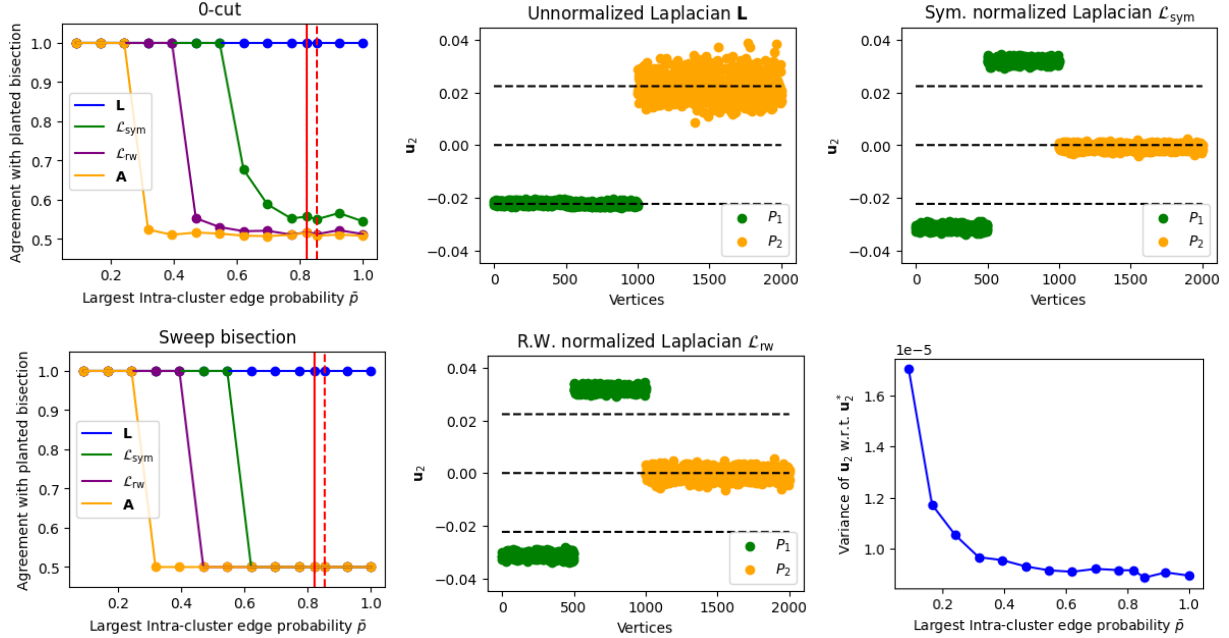 0-cut
Agreement with planted bisection
1.0
0.9
0.8
0.7
0.6
0.5
L
ℒsym
ℒrw
A
0.2
0.4
0.6
0.8
1.0
Largest Intra-cluster edge probability p̄
Unnormalized Laplacian L
u₂
0.04
0.02
0.00
−0.02
−0.04
P₁
P₂
0
500
1000
1500
2000
Vertices
Sym. normalized Laplacian ℒsym
u₂
0.04
0.02
0.00
−0.02
−0.04
P₁
P₂
0
500
1000
1500
2000
Vertices
Sweep bisection
Agreement with planted bisection
1.0
0.9
0.8
0.7
0.6
0.5
L
ℒsym
ℒrw
A
0.2
0.4
0.6
0.8
1.0
Largest Intra-cluster edge probability p̄
R.W. normalized Laplacian ℒrw
u₂
0.04
0.02
0.00
−0.02
−0.04
P₁
P₂
0
500
1000
1500
2000
Vertices
1e−5
Variance of u₂ w.r.t. u₂*
1.6
1.4
1.2
1.0
0.2
0.4
0.6
0.8
1.0
Largest Intra-cluster edge probability p̄